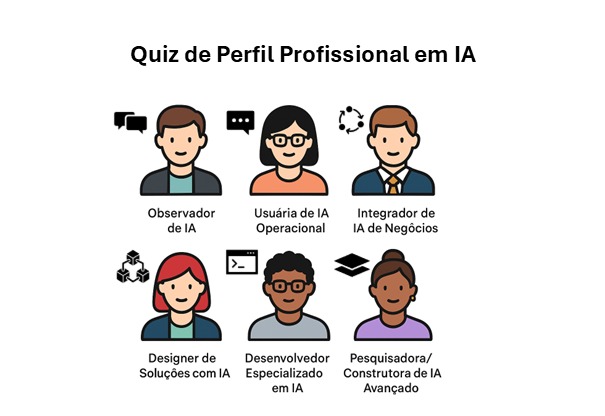 Quiz de Perfil Profissional em IA
Observador
de IA
Usuária de IA
Operacional
Integrador de
IA de Negócios
Designer de
Soluções com IA
Desenvolvedor
Especializado
em IA
Pesquisadora/
Construtora de IA
Avançado